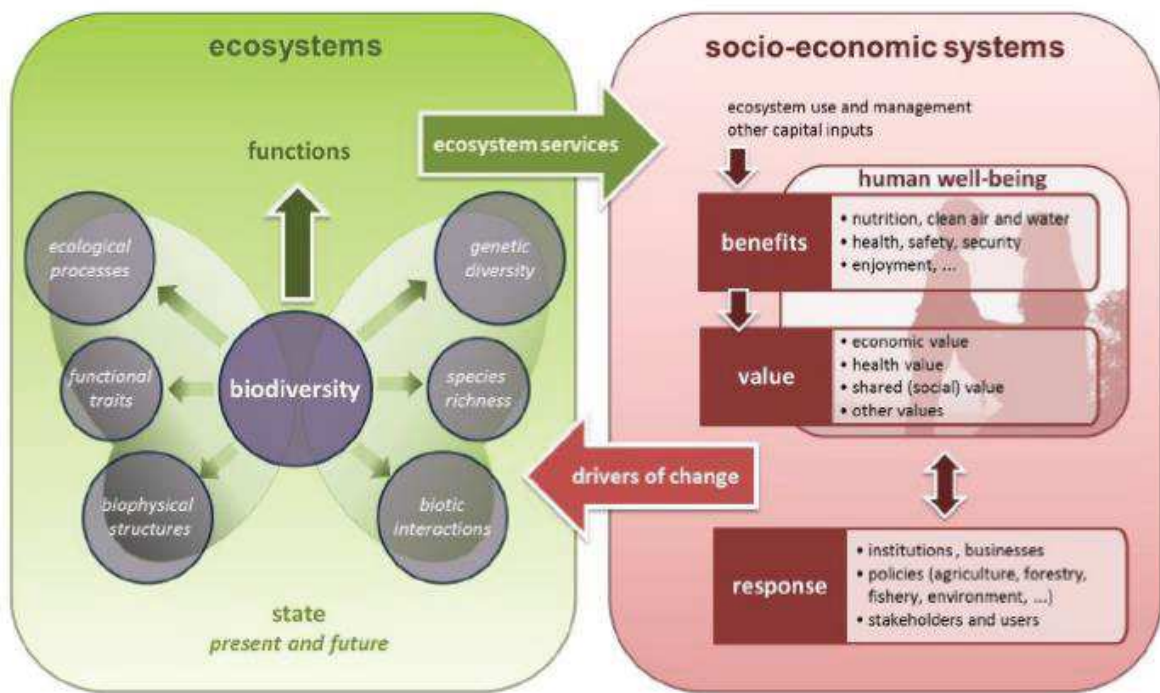 ecosystems
functions
ecological
processes
genetic
diversity
functional
traits
biodiversity
species
richness
biophysical
structures
biotic
interactions
state
present and future
ecosystem services
drivers of change
socio-economic systems
ecosystem use and management
other capital inputs
human well-being
benefits
• nutrition, clean air and water
• health, safety, security
• enjoyment, ...
value
• economic value
• health value
• shared (social) value
• other values
response
• institutions, businesses
• policies (agriculture, forestry,
fishery, environment, ...)
• stakeholders and users